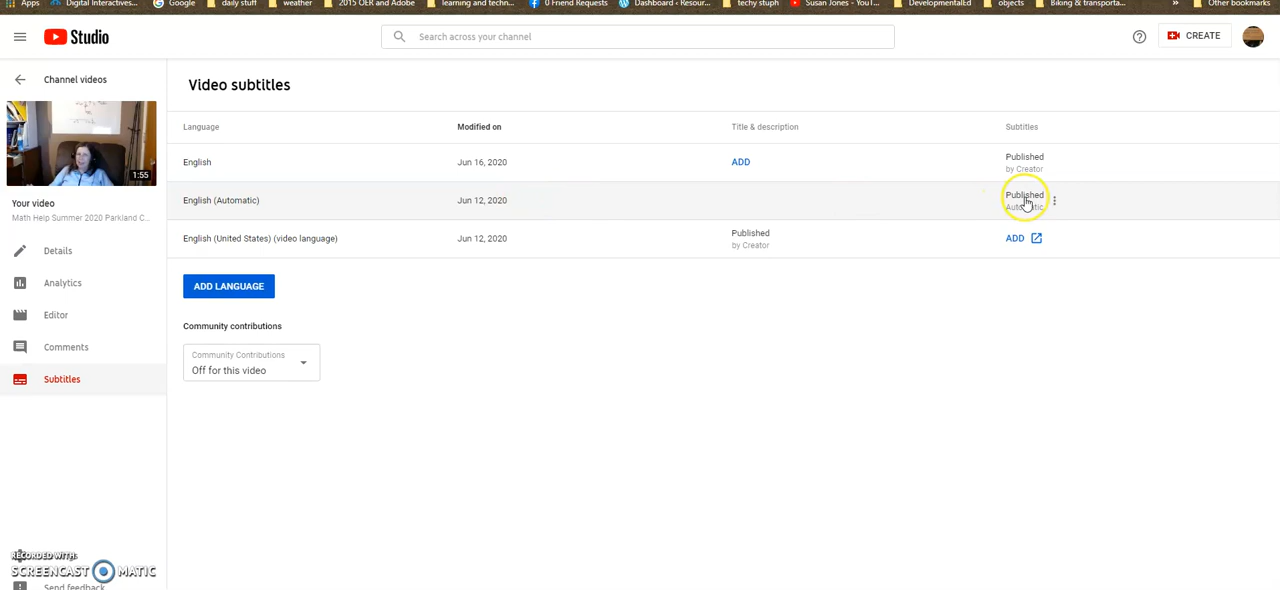 Apps Digital Interactives... Google daily stuff weather 2015 OER and Adobe learning and techn... 0 Friend Requests Dashboard ‹ Resour... techy stuph Susan Jones - YouT... DevelopmentalEd objects Biking & transporta... » Other bookmarks
Studio
Search across your channel
CREATE
Channel videos
Video subtitles
Language Modified on Title & description Subtitles
English Jun 16, 2020 ADD Published
by Creator
1:55
English (Automatic) Jun 12, 2020 Published
Automatic
Your video
Math Help Summer 2020 Parkland C...
English (United States) (video language) Jun 12, 2020 Published ADD
by Creator
Details
Analytics
ADD LANGUAGE
Editor
Community contributions
Comments
Community Contributions
Off for this video
Subtitles
RECORDED WITH:
SCREENCAST MATIC
Send feedback